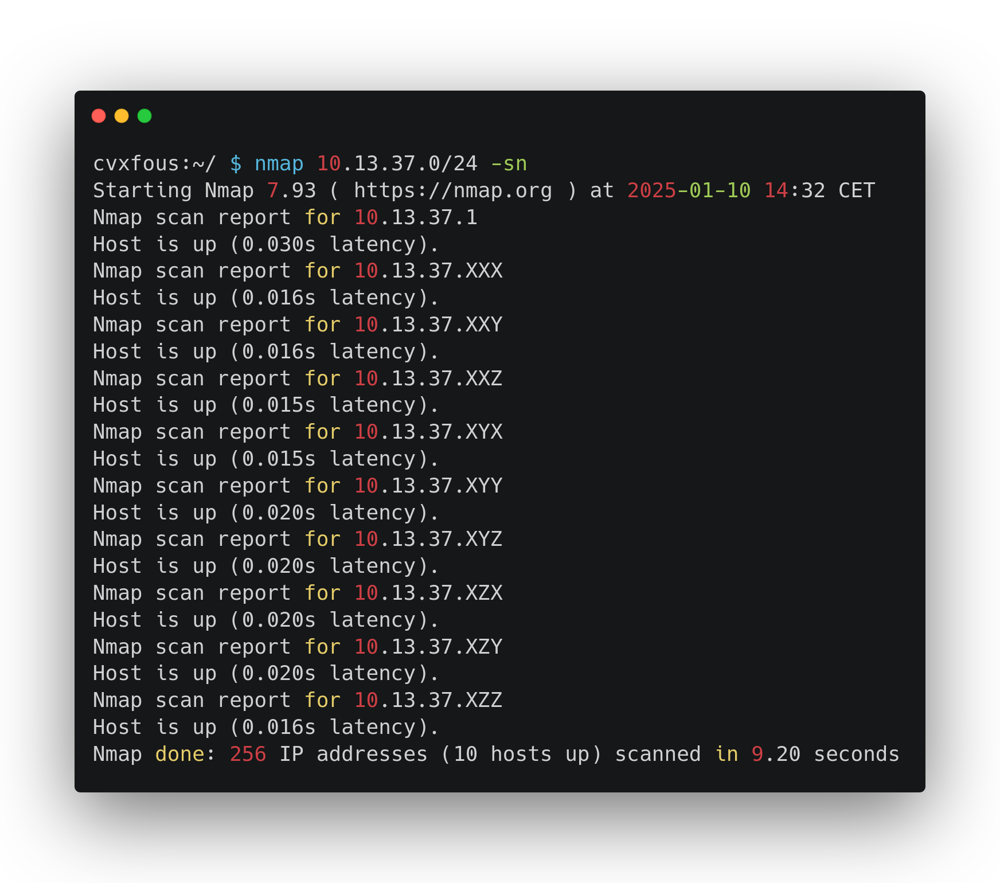 cvxfous:~/ $ nmap 10.13.37.0/24 -sn
Starting Nmap 7.93 ( https://nmap.org ) at 2025-01-10 14:32 CET
Nmap scan report for 10.13.37.1
Host is up (0.030s latency).
Nmap scan report for 10.13.37.XXX
Host is up (0.016s latency).
Nmap scan report for 10.13.37.XXY
Host is up (0.016s latency).
Nmap scan report for 10.13.37.XXZ
Host is up (0.015s latency).
Nmap scan report for 10.13.37.XYX
Host is up (0.015s latency).
Nmap scan report for 10.13.37.XYY
Host is up (0.020s latency).
Nmap scan report for 10.13.37.XYZ
Host is up (0.020s latency).
Nmap scan report for 10.13.37.XZX
Host is up (0.020s latency).
Nmap scan report for 10.13.37.XZY
Host is up (0.020s latency).
Nmap scan report for 10.13.37.XZZ
Host is up (0.016s latency).
Nmap done: 256 IP addresses (10 hosts up) scanned in 9.20 seconds